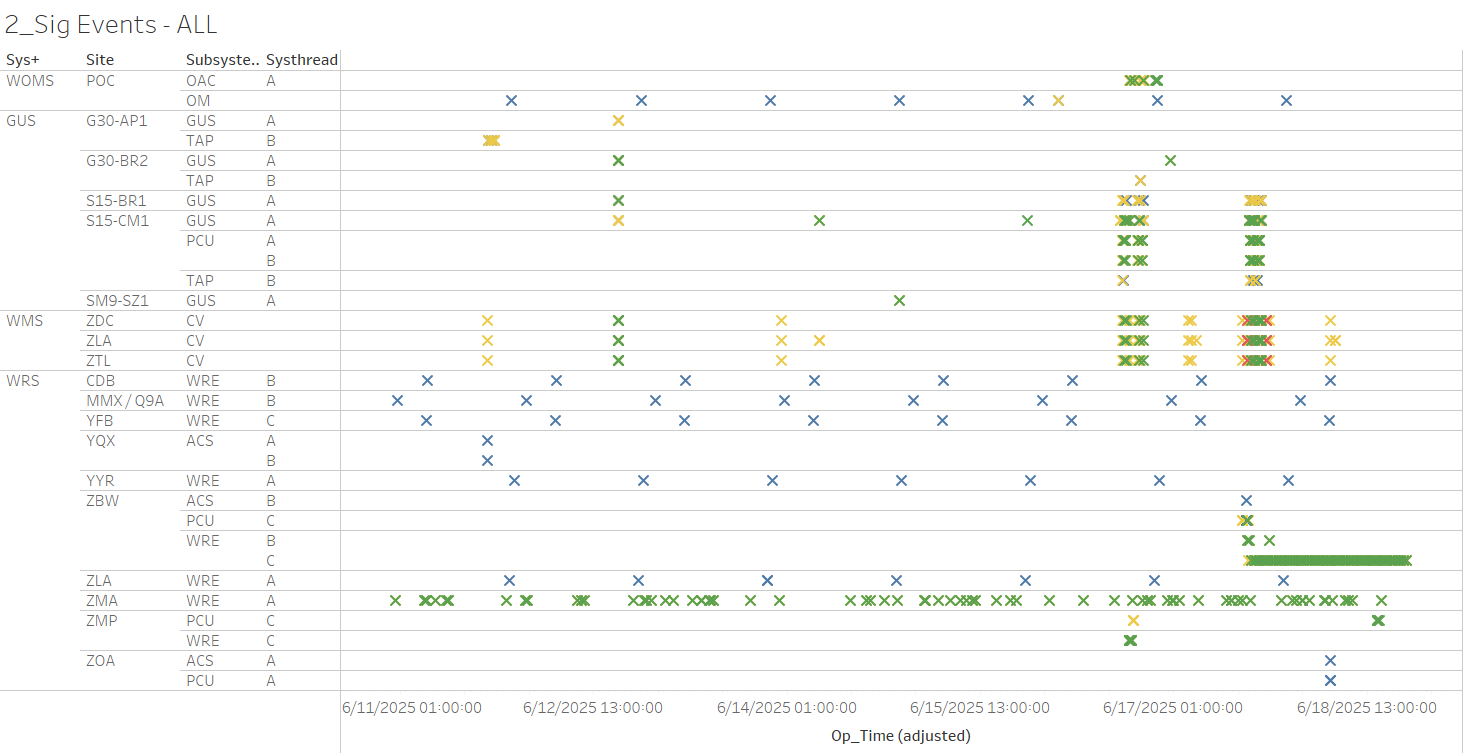 2_Sig Events - ALL
Sys+ Site Subsyste.. Systhread
WOMS POC OAC A
OM
GUS G30-AP1 GUS A
TAP B
G30-BR2 GUS A
TAP B
S15-BR1 GUS A
S15-CM1 GUS A
PCU A
B
TAP B
SM9-SZ1 GUS A
WMS ZDC CV
ZLA CV
ZTL CV
WRS CDB WRE B
MMX / Q9A WRE B
YFB WRE C
YQX ACS A
B
YYR WRE A
ZBW ACS B
PCU C
WRE B
C
ZLA WRE A
ZMA WRE A
ZMP PCU C
WRE C
ZOA ACS A
PCU A
6/11/2025 01:00:00 6/12/2025 13:00:00 6/14/2025 01:00:00 6/15/2025 13:00:00 6/17/2025 01:00:00 6/18/2025 13:00:00
Op_Time (adjusted)